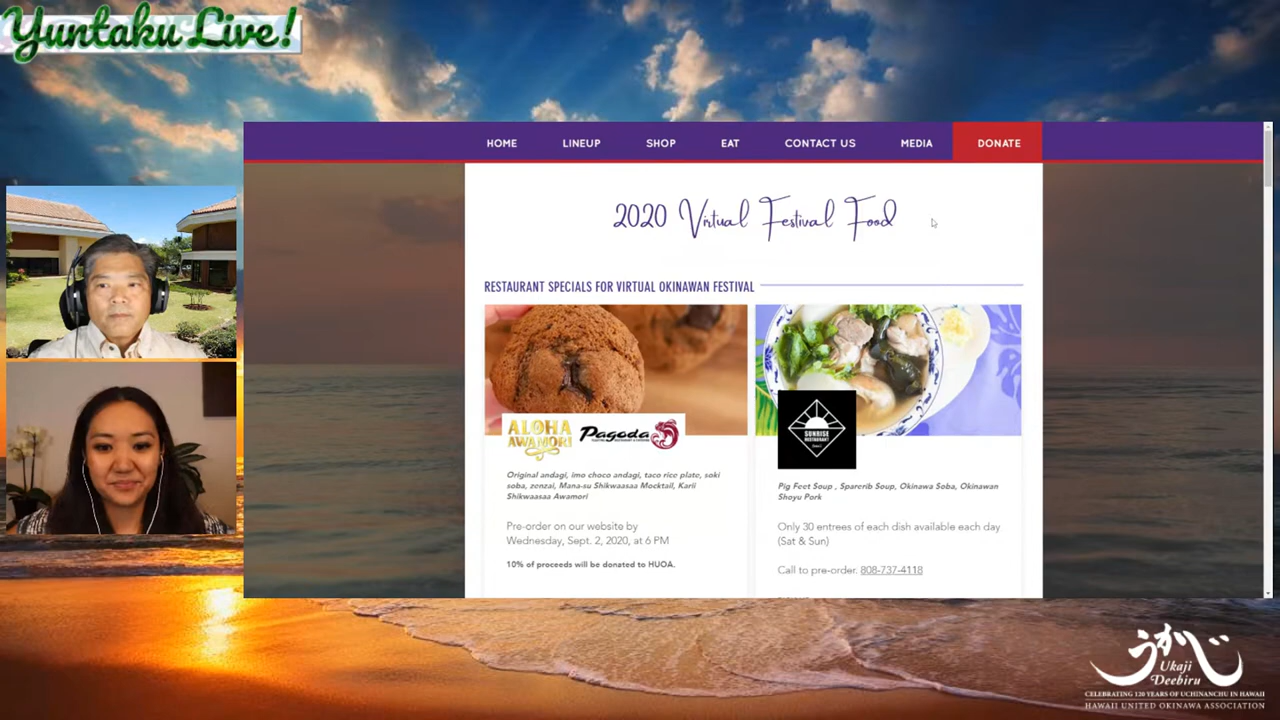 Yuntaku Live!
HOME LINEUP SHOP EAT CONTACT US MEDIA DONATE
2020 Virtual Festival Food
RESTAURANT SPECIALS FOR VIRTUAL OKINAWAN FESTIVAL
ALOHA
AWAMORI
Pagoda
Original andagi, imo choco andagi, taco rice plate, soki
soba, zenzai, Mana-su Shikwaasaa Mocktail, Karii
Shikwaasaa Awamori
Pre-order on our website by
Wednesday, Sept. 2, 2020, at 6 PM
10% of proceeds will be donated to HUOA.
SUNRISE
RESTAURANT
Pig Feet Soup , Sparerib Soup, Okinawa Soba, Okinawan
Shoyu Pork
Only 30 entrees of each dish available each day
(Sat & Sun)
Call to pre-order. 808-737-4118
うかじ
Ukaji
Deebiru
CELEBRATING 120 YEARS OF UCHINANCHU IN HAWAII
HAWAII UNITED OKINAWA ASSOCIATION